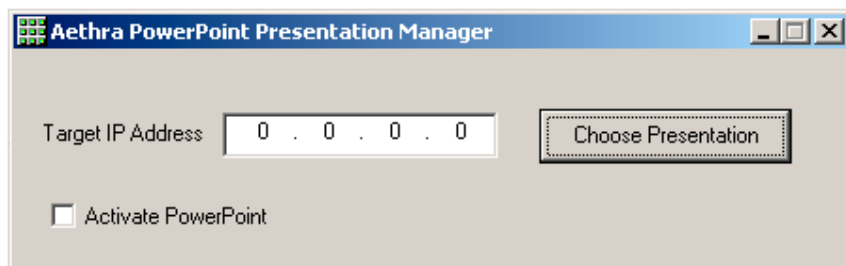 Aethra PowerPoint Presentation Manager
Target IP Address 0 . 0 . 0 . 0 Choose Presentation
Activate PowerPoint